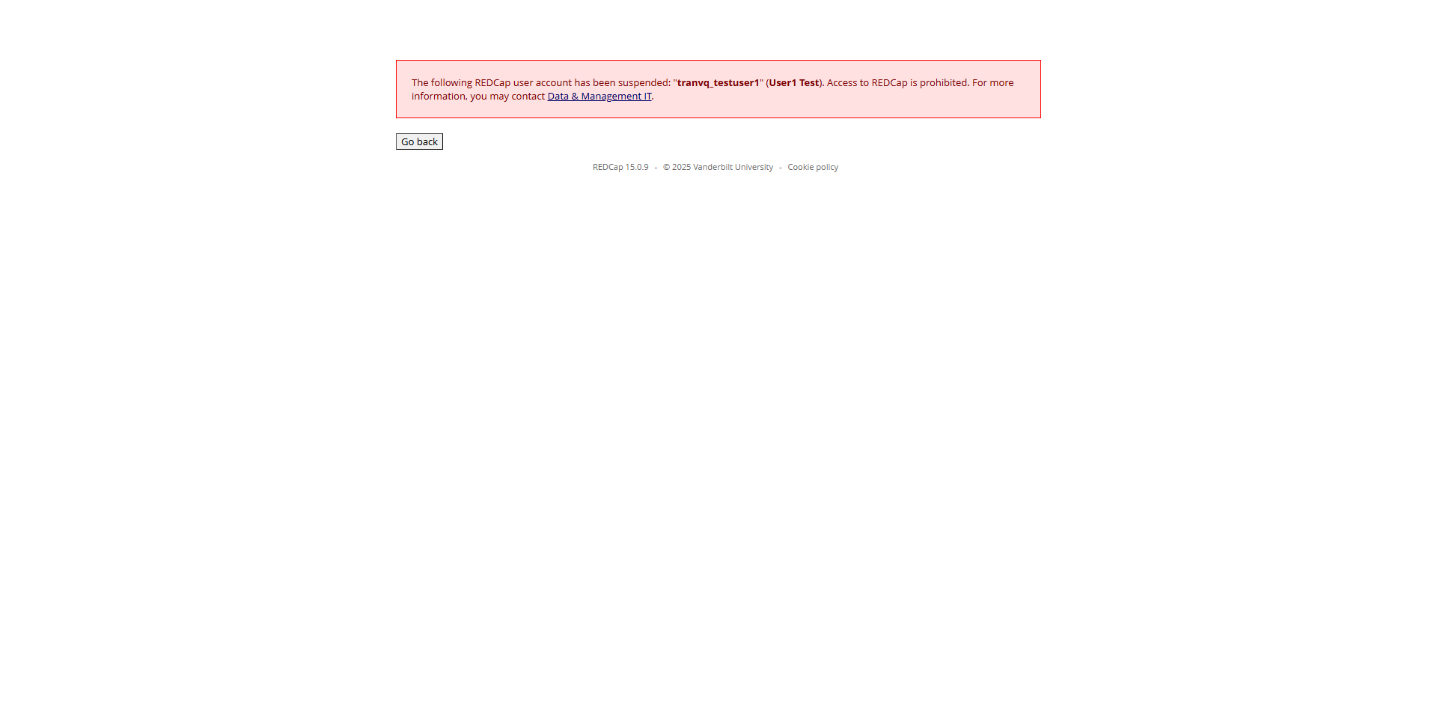 The following REDCap user account has been suspended: "tranvq_testuser1" (User1 Test). Access to REDCap is prohibited. For more
information, you may contact Data & Management IT.
Go back
REDCap 15.0.9 - © 2025 Vanderbilt University - Cookie policy